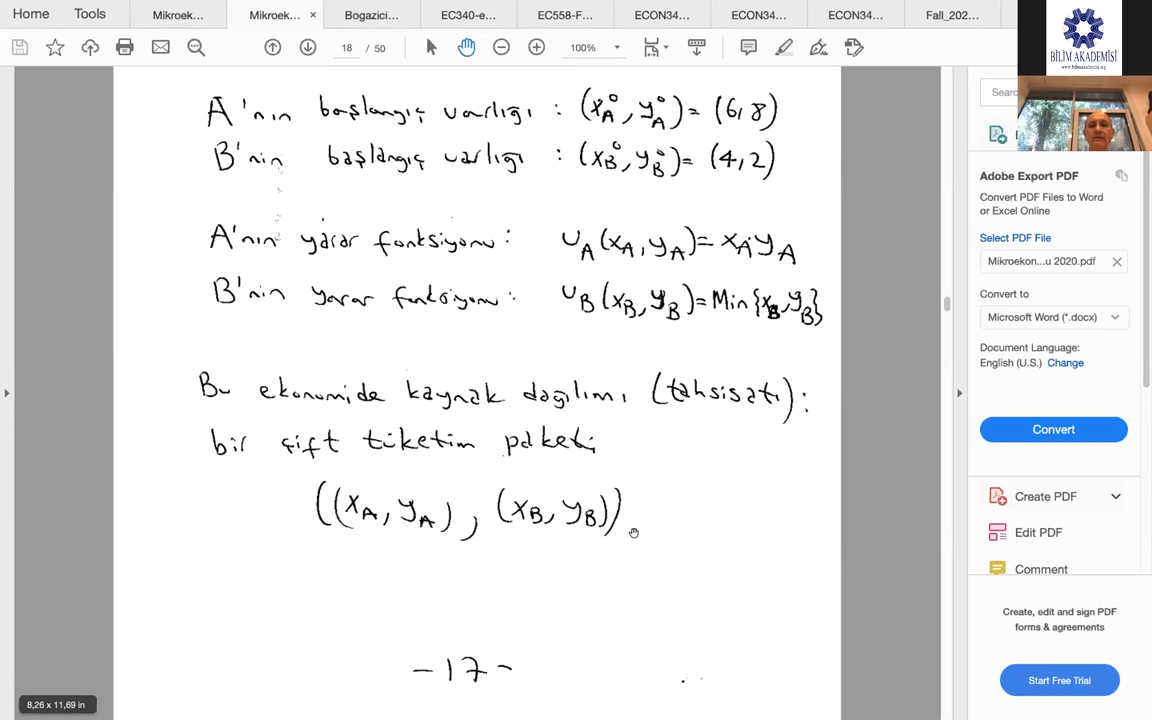 Home Tools Mikroek... Mikroek... × Bogazici... EC340-e... EC558-F... ECON34... ECON34... ECON34... Fall_202...
18 / 50 100%
BİLİM AKADEMİSİ
www.bilimakademisi.org
A'nın başlangıç varlığı : (x_A^0, y_A^0) = (6,8)
B'nin başlangıç varlığı : (x_B^0, y_B^0) = (4,2)
A'nın yarar fonksiyonu : U_A (x_A, y_A) = x_A y_A
B'nin yarar fonksiyonu : U_B (x_B, y_B) = Min{x_B, y_B}
Bu ekonomide kaynak dağılımı (tahsisatı) :
bir çift tüketim paketi
((x_A, y_A), (x_B, y_B))
-17-
8,26 x 11,69 in
Searc
Adobe Export PDF
Convert PDF Files to Word
or Excel Online
Select PDF File
Mikroekon...u 2020.pdf ×
Convert to
Microsoft Word (*.docx)
Document Language:
English (U.S.) Change
Convert
Create PDF
Edit PDF
Comment
Create, edit and sign PDF
forms & agreements
Start Free Trial